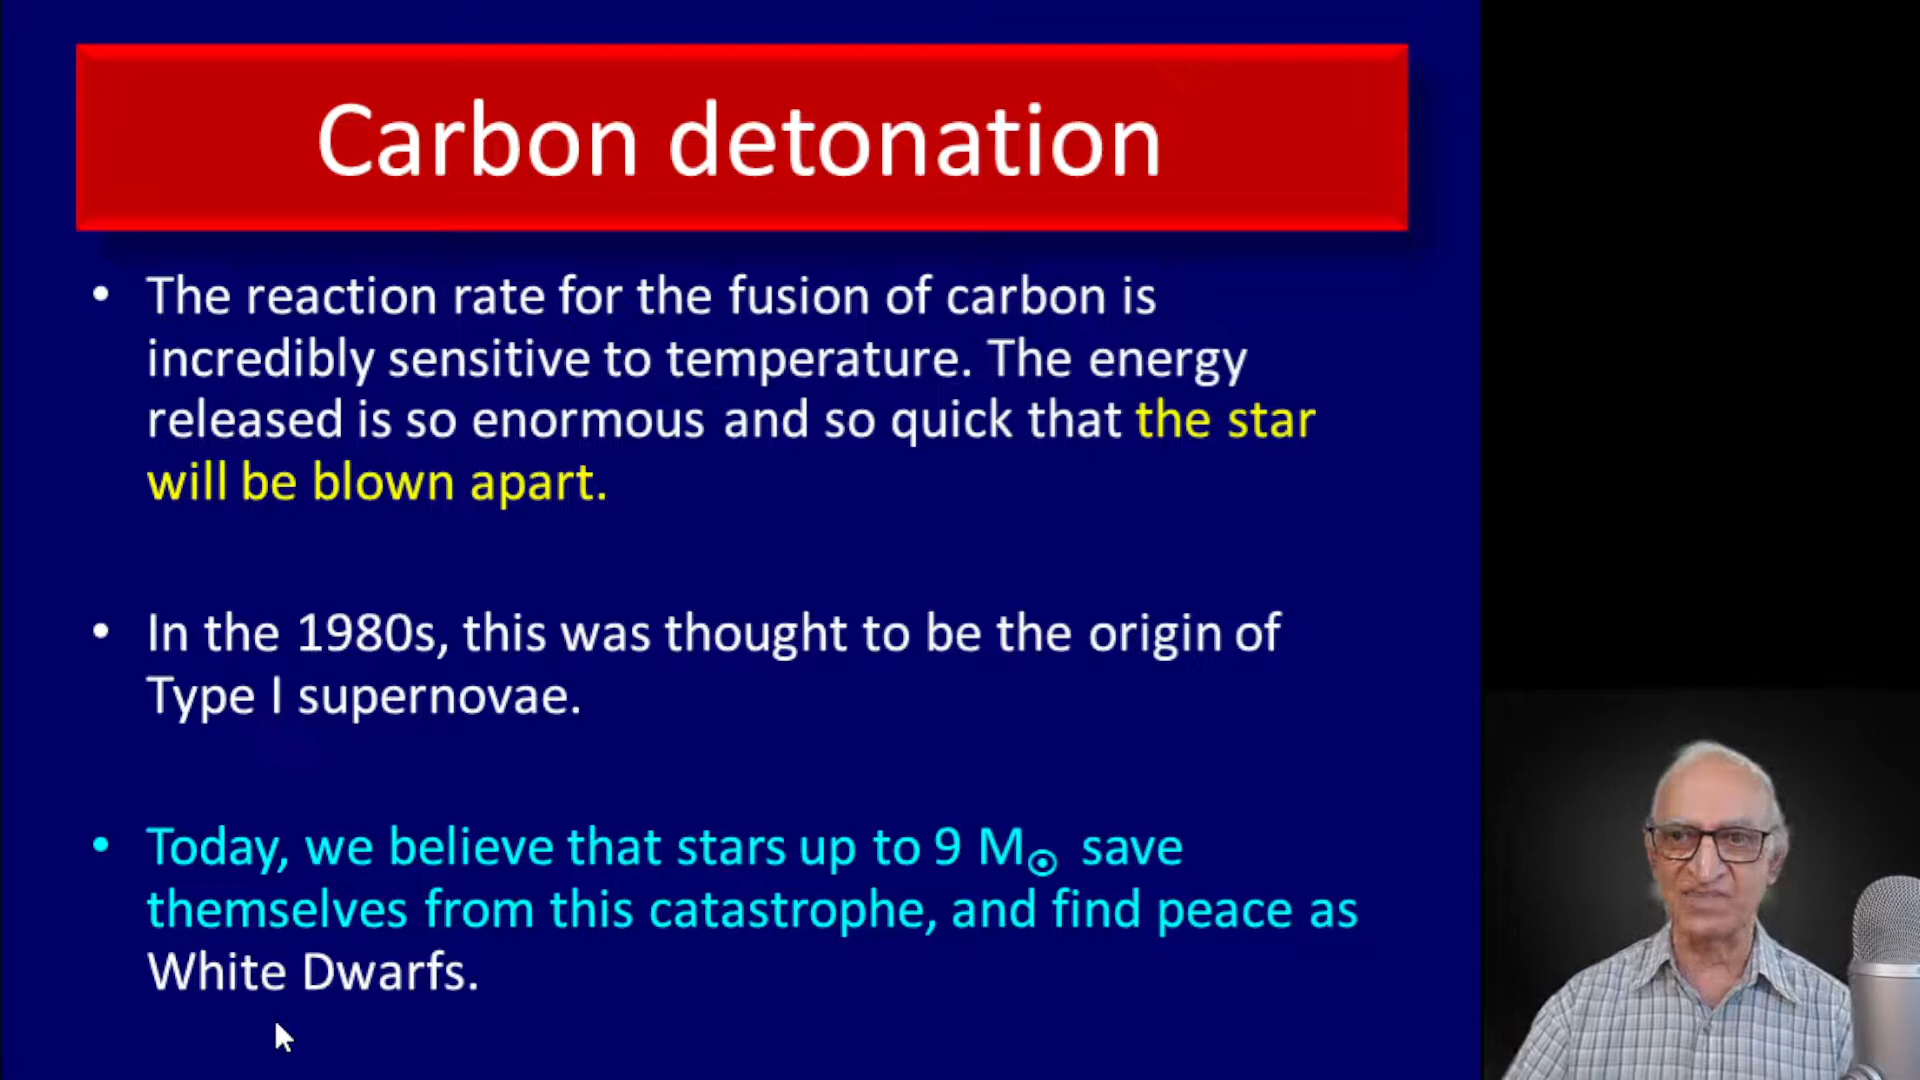 Carbon detonation
• The reaction rate for the fusion of carbon is
incredibly sensitive to temperature. The energy
released is so enormous and so quick that the star
will be blown apart.
• In the 1980s, this was thought to be the origin of
Type I supernovae.
• Today, we believe that stars up to 9 M☉ save
themselves from this catastrophe, and find peace as
White Dwarfs.